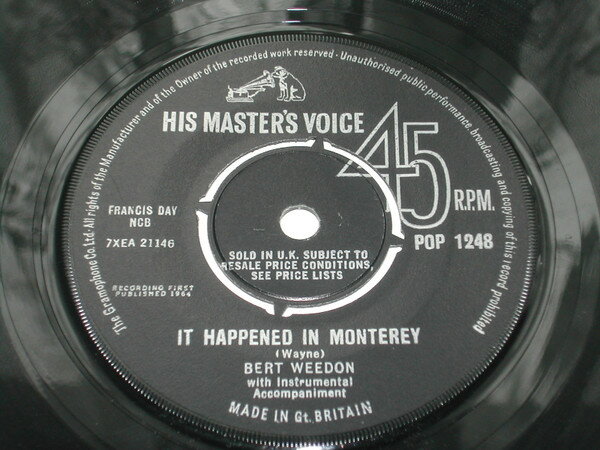 The Gramophone Co. Ltd. · All rights of the Manufacturer and of the Owner of the recorded work reserved · Unauthorised public performance broadcasting and copying of this record prohibited
HIS MASTER'S VOICE
45
R.P.M.
FRANCIS DAY
NCB
7XEA 21146
POP 1248
SOLD IN U.K. SUBJECT TO
RESALE PRICE CONDITIONS,
SEE PRICE LISTS
RECORDING FIRST
PUBLISHED 1964
IT HAPPENED IN MONTEREY
(Wayne)
BERT WEEDON
with Instrumental
Accompaniment
MADE IN Gt. BRITAIN